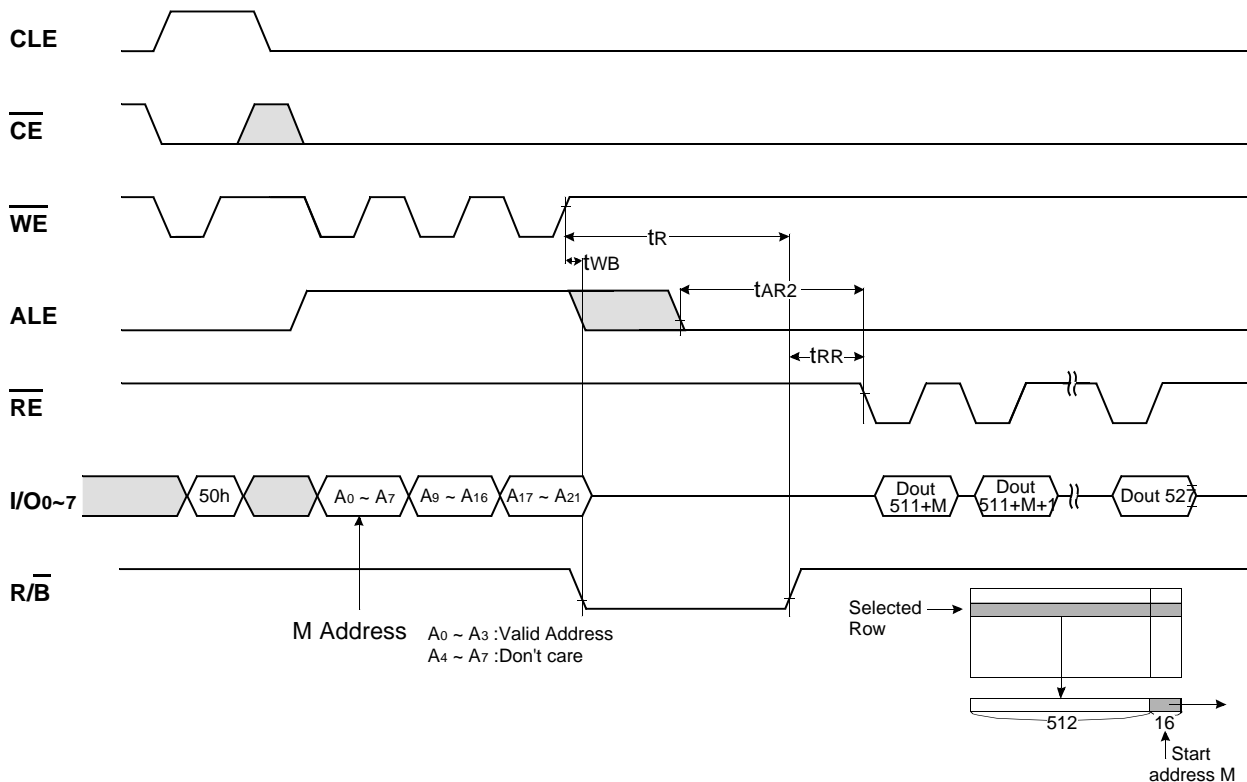 CLE
CE
WE
tR
tWB
ALE
tAR2
tRR
RE
I/O0~7
50h
A0 ~ A7
A9 ~ A16
A17 ~ A21
Dout
511+M
Dout
511+M+1
Dout 527
R/B
M Address
A0 ~ A3 :Valid Address
A4 ~ A7 :Don't care
Selected
Row
512
16
Start
address M